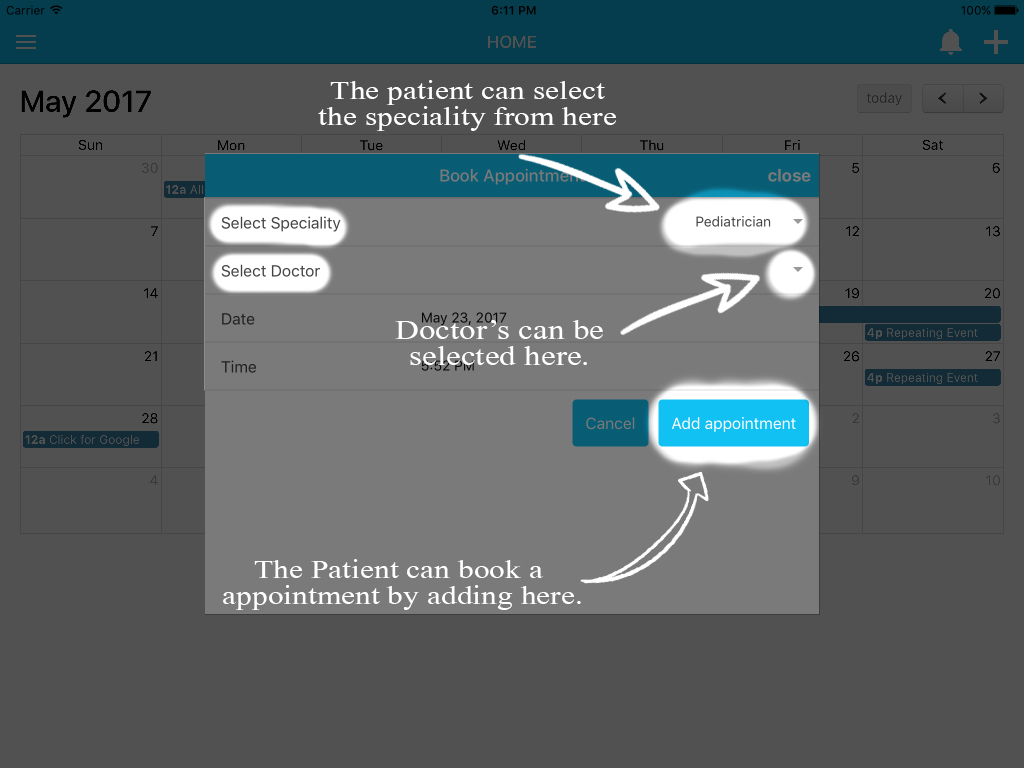 Carrier
6:11 PM
100%
HOME
May 2017
today
The patient can select
the speciality from here
Sun Mon Tue Wed Thu Fri Sat
30 5 6
12a All
Book Appointment
close
Select Speciality
Pediatrician
7 12 13
Select Doctor
14 19 20
Date
May 23, 2017
4p Repeating Event
Doctor's can be
selected here.
21 26 27
Time
5:52 PM
4p Repeating Event
28 2 3
12a Click for Google
Cancel
Add appointment
4 9 10
The Patient can book a
appointment by adding here.